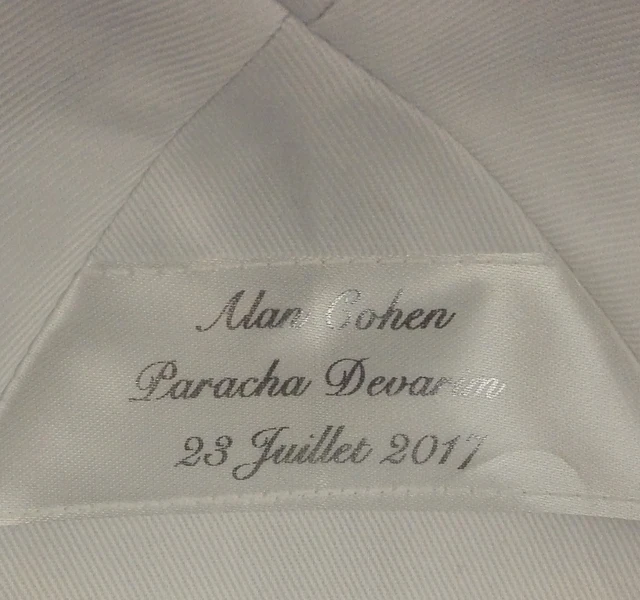 Alan Cohen
Paracha Devarim
23 Juillet 2017